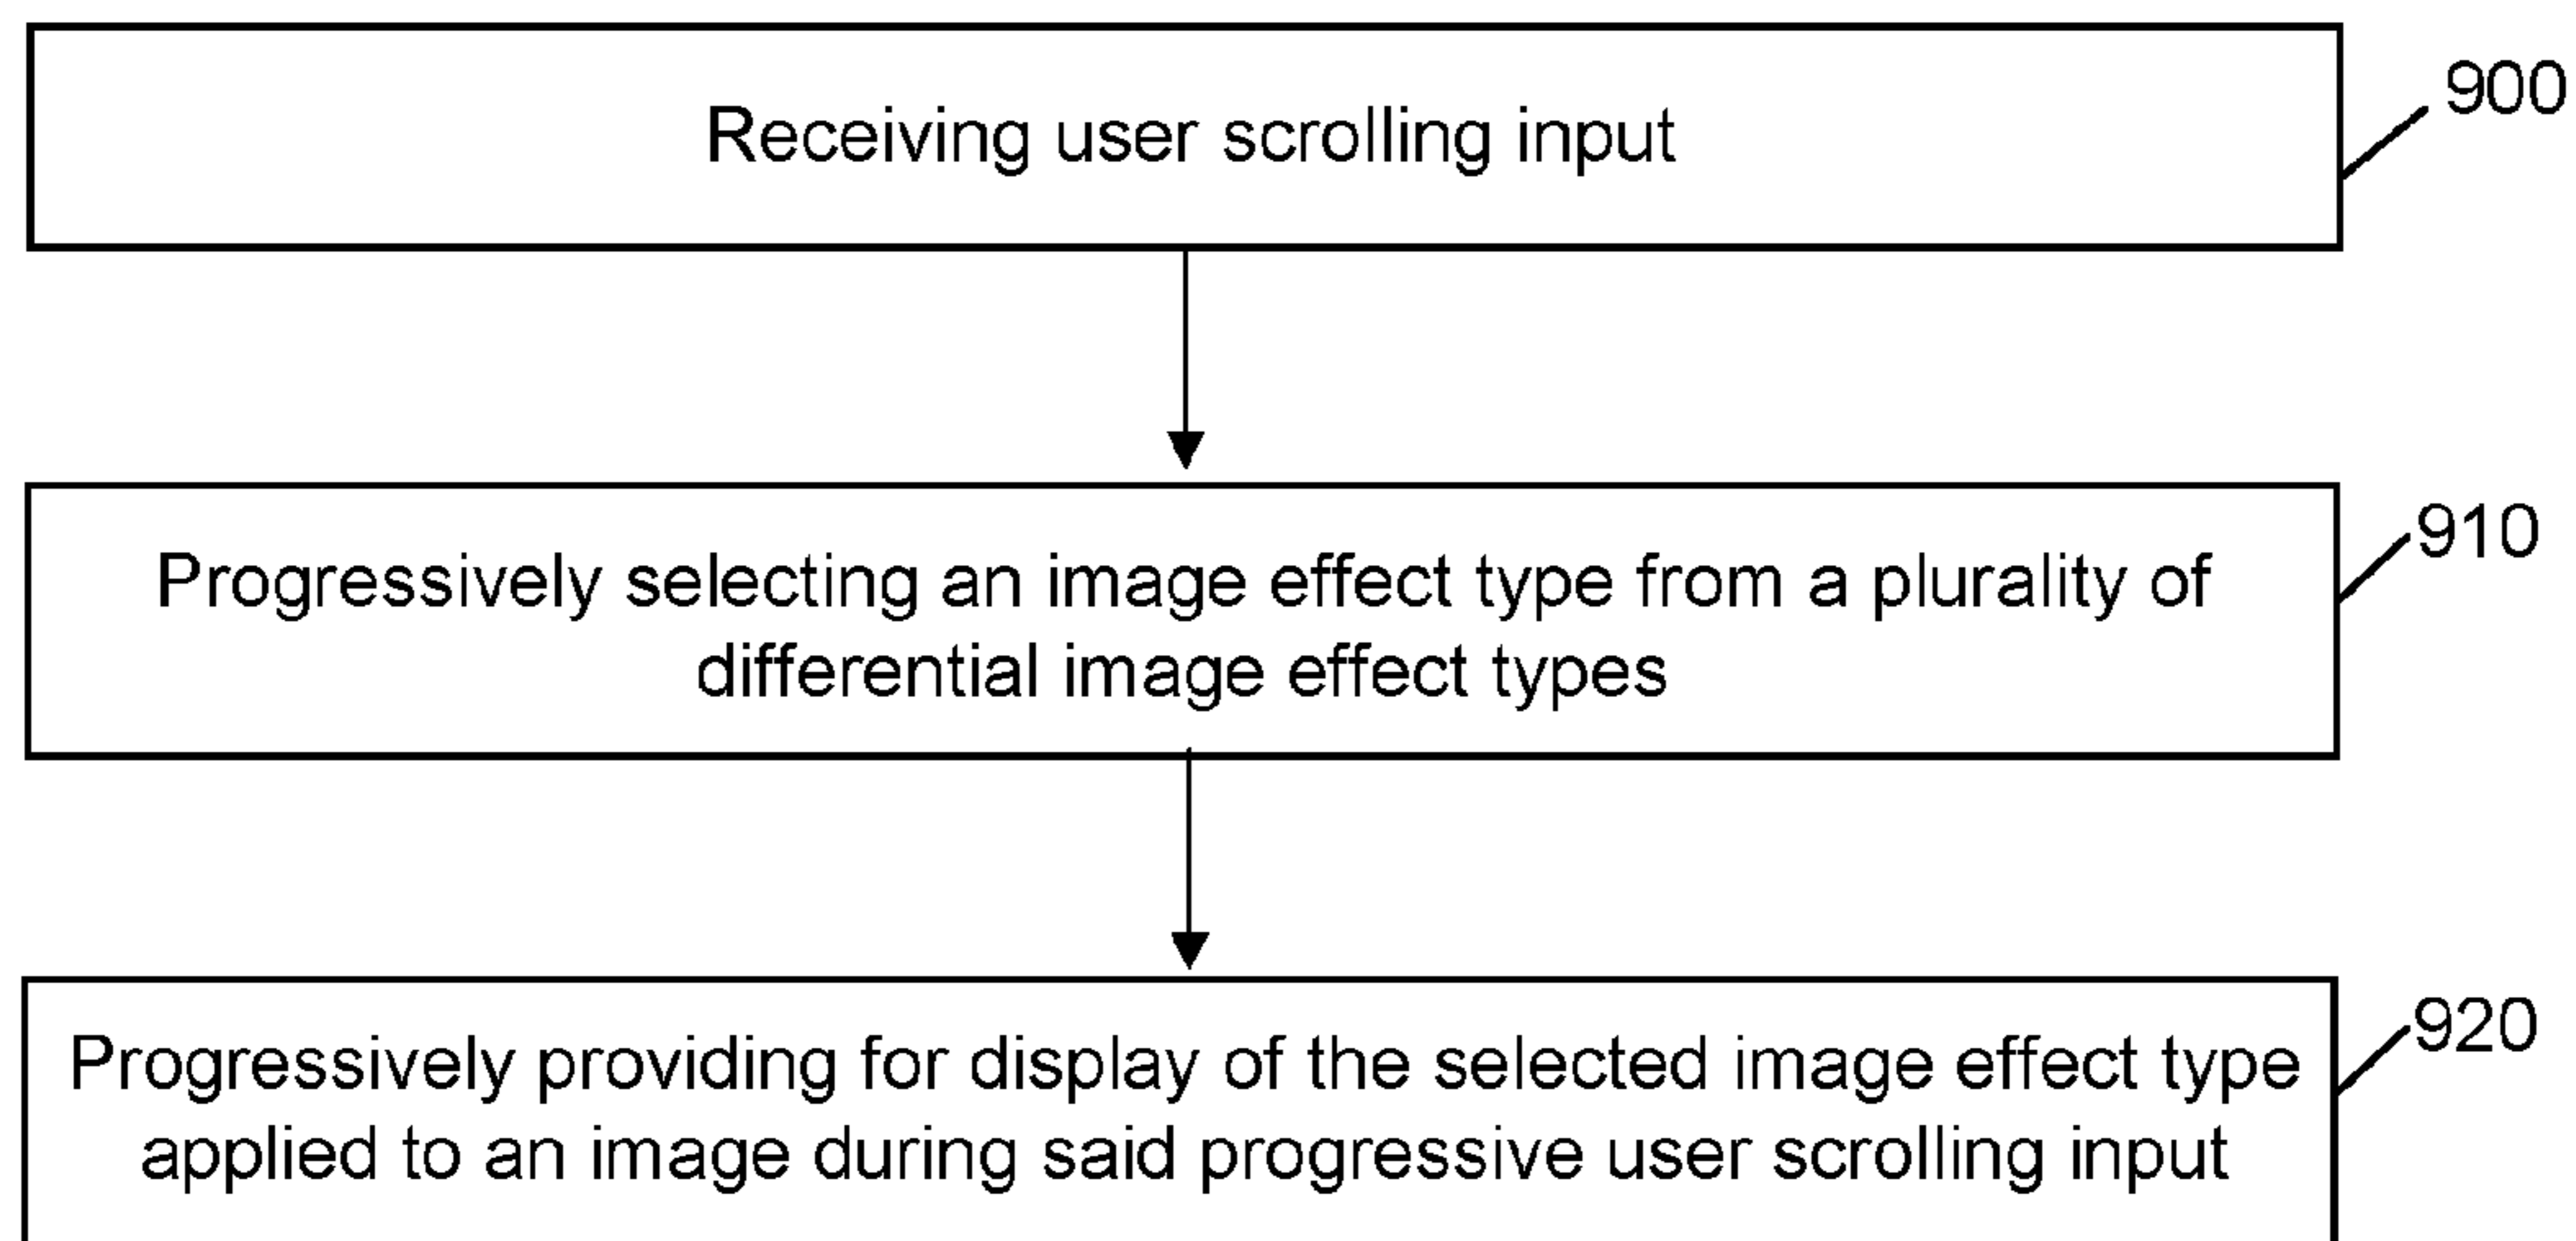 Receiving user scrolling input
900
Progressively selecting an image effect type from a plurality of
differential image effect types
910
Progressively providing for display of the selected image effect type
applied to an image during said progressive user scrolling input
920